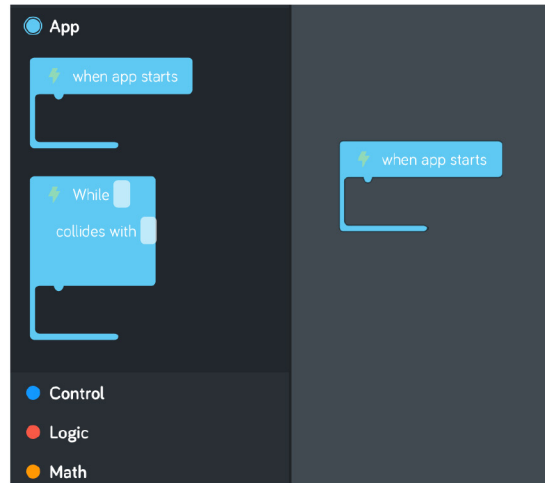 App
when app starts
While
collides with
Control
Logic
Math
when app starts